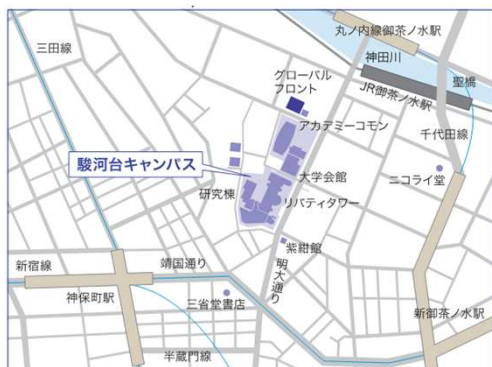 丸ノ内線御茶ノ水駅
三田線
神田川
聖橋
グローバル
フロント
JR御茶ノ水駅
アカデミーコモン
千代田線
駿河台キャンパス
大学会館
ニコライ堂
研究棟
リバティタワー
紫紺館
新宿線
靖国通り
明大通り
神保町駅
三省堂書店
新御茶ノ水駅
半蔵門線